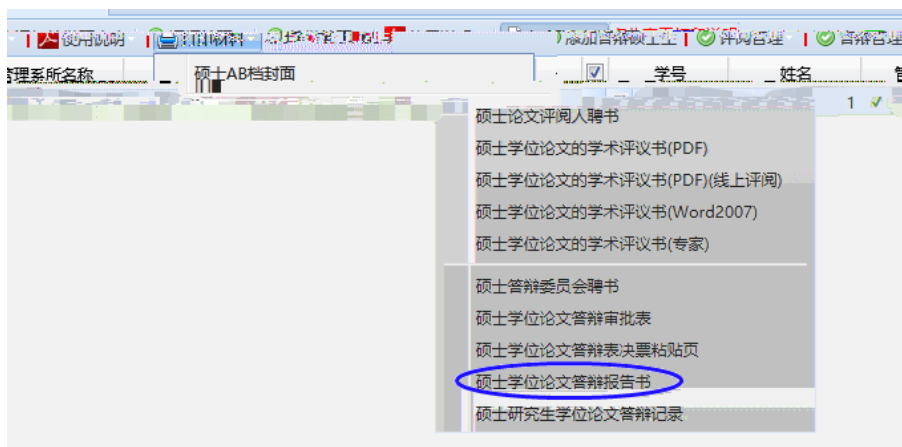 使用说明 打印材料 添加答辩硕士生 评阅管理 答辩管理
管理系所名称 学号 姓名
硕士AB档封面
1
硕士论文评阅人聘书
硕士学位论文的学术评议书(PDF)
硕士学位论文的学术评议书(PDF)(线上评阅)
硕士学位论文的学术评议书(Word2007)
硕士学位论文的学术评议书(专家)
硕士答辩委员会聘书
硕士学位论文答辩审批表
硕士学位论文答辩表决票粘贴页
硕士学位论文答辩报告书
硕士研究生学位论文答辩记录